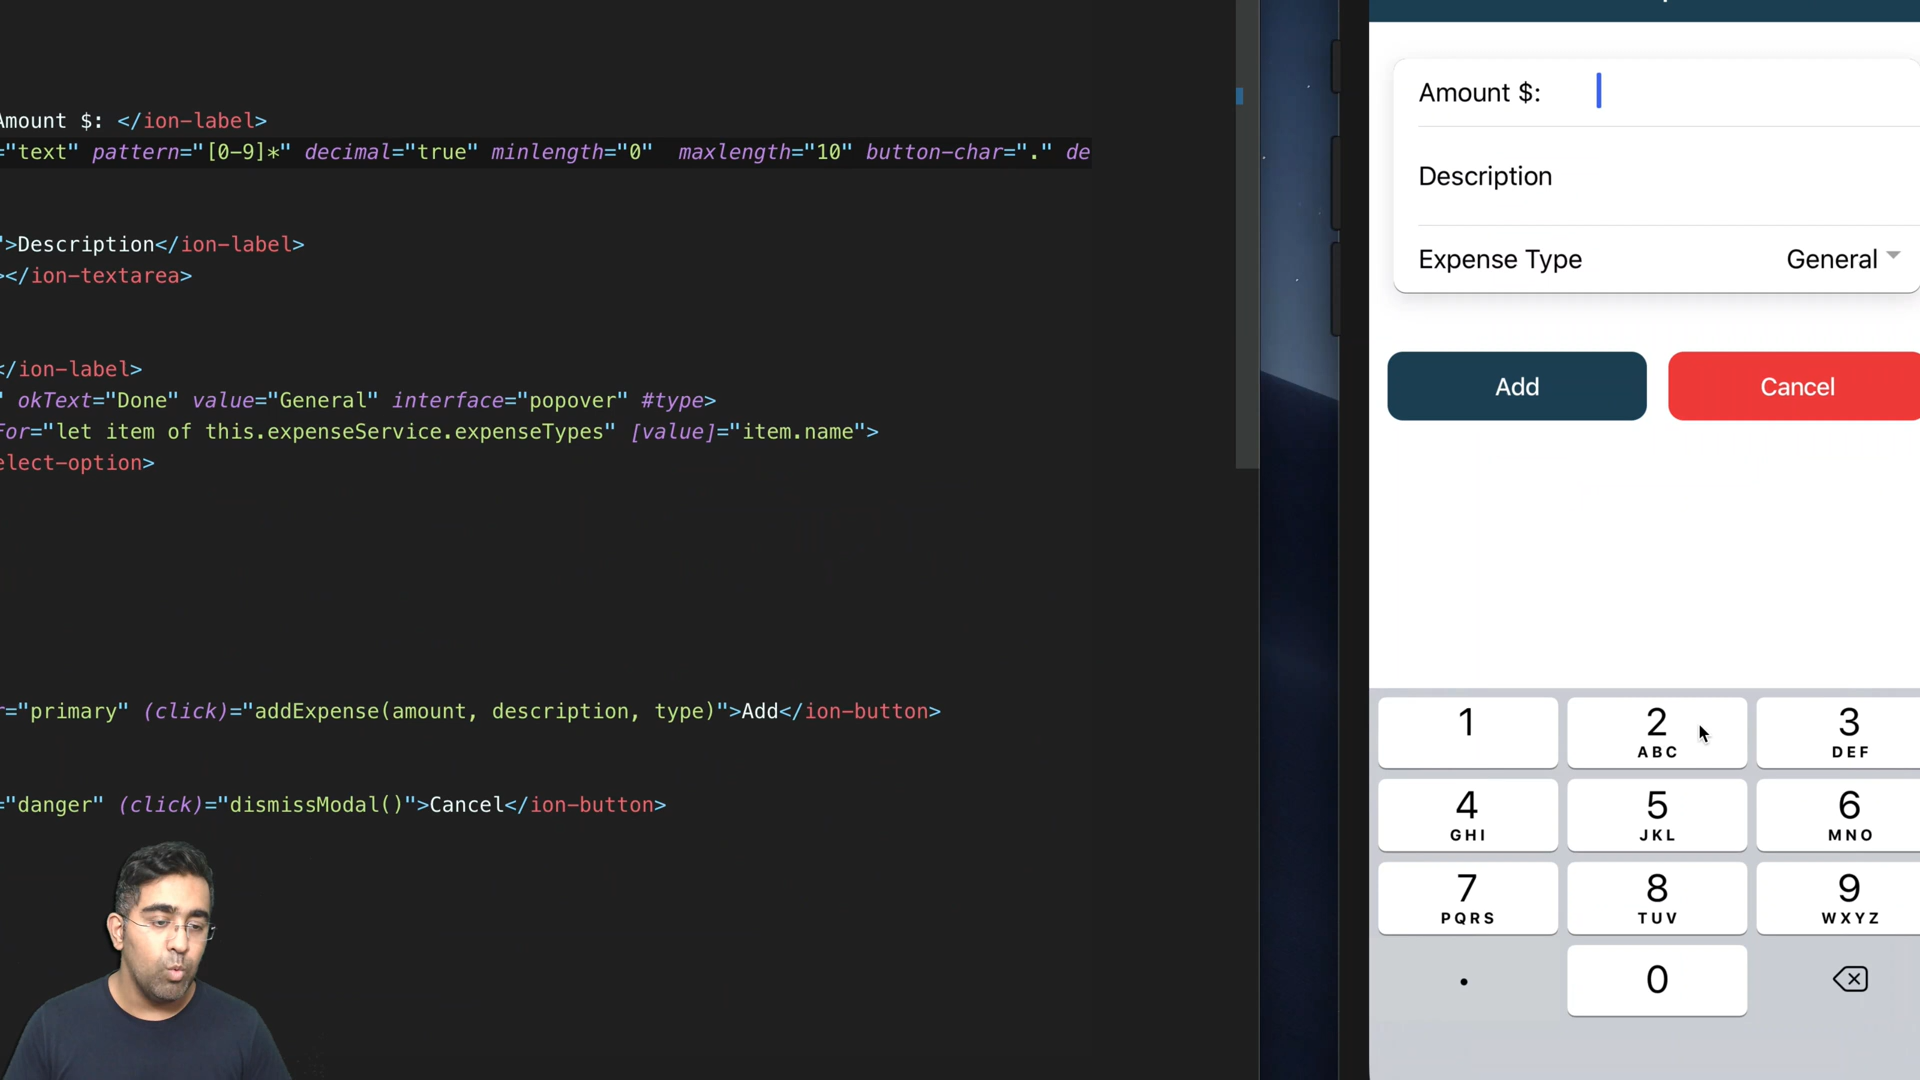 Amount $: </ion-label>
="text" pattern="[0-9]*" decimal="true" minlength="0"  maxlength="10" button-char="." de
">Description</ion-label>
></ion-textarea>
</ion-label>
" okText="Done" value="General" interface="popover" #type>
For="let item of this.expenseService.expenseTypes" [value]="item.name">
elect-option>
r="primary" (click)="addExpense(amount, description, type)">Add</ion-button>
="danger" (click)="dismissModal()">Cancel</ion-button>
Amount $:
Description
Expense Type General
Add Cancel
1 2 3
ABC DEF
4 5 6
GHI JKL MNO
7 8 9
PQRS TUV WXYZ
. 0